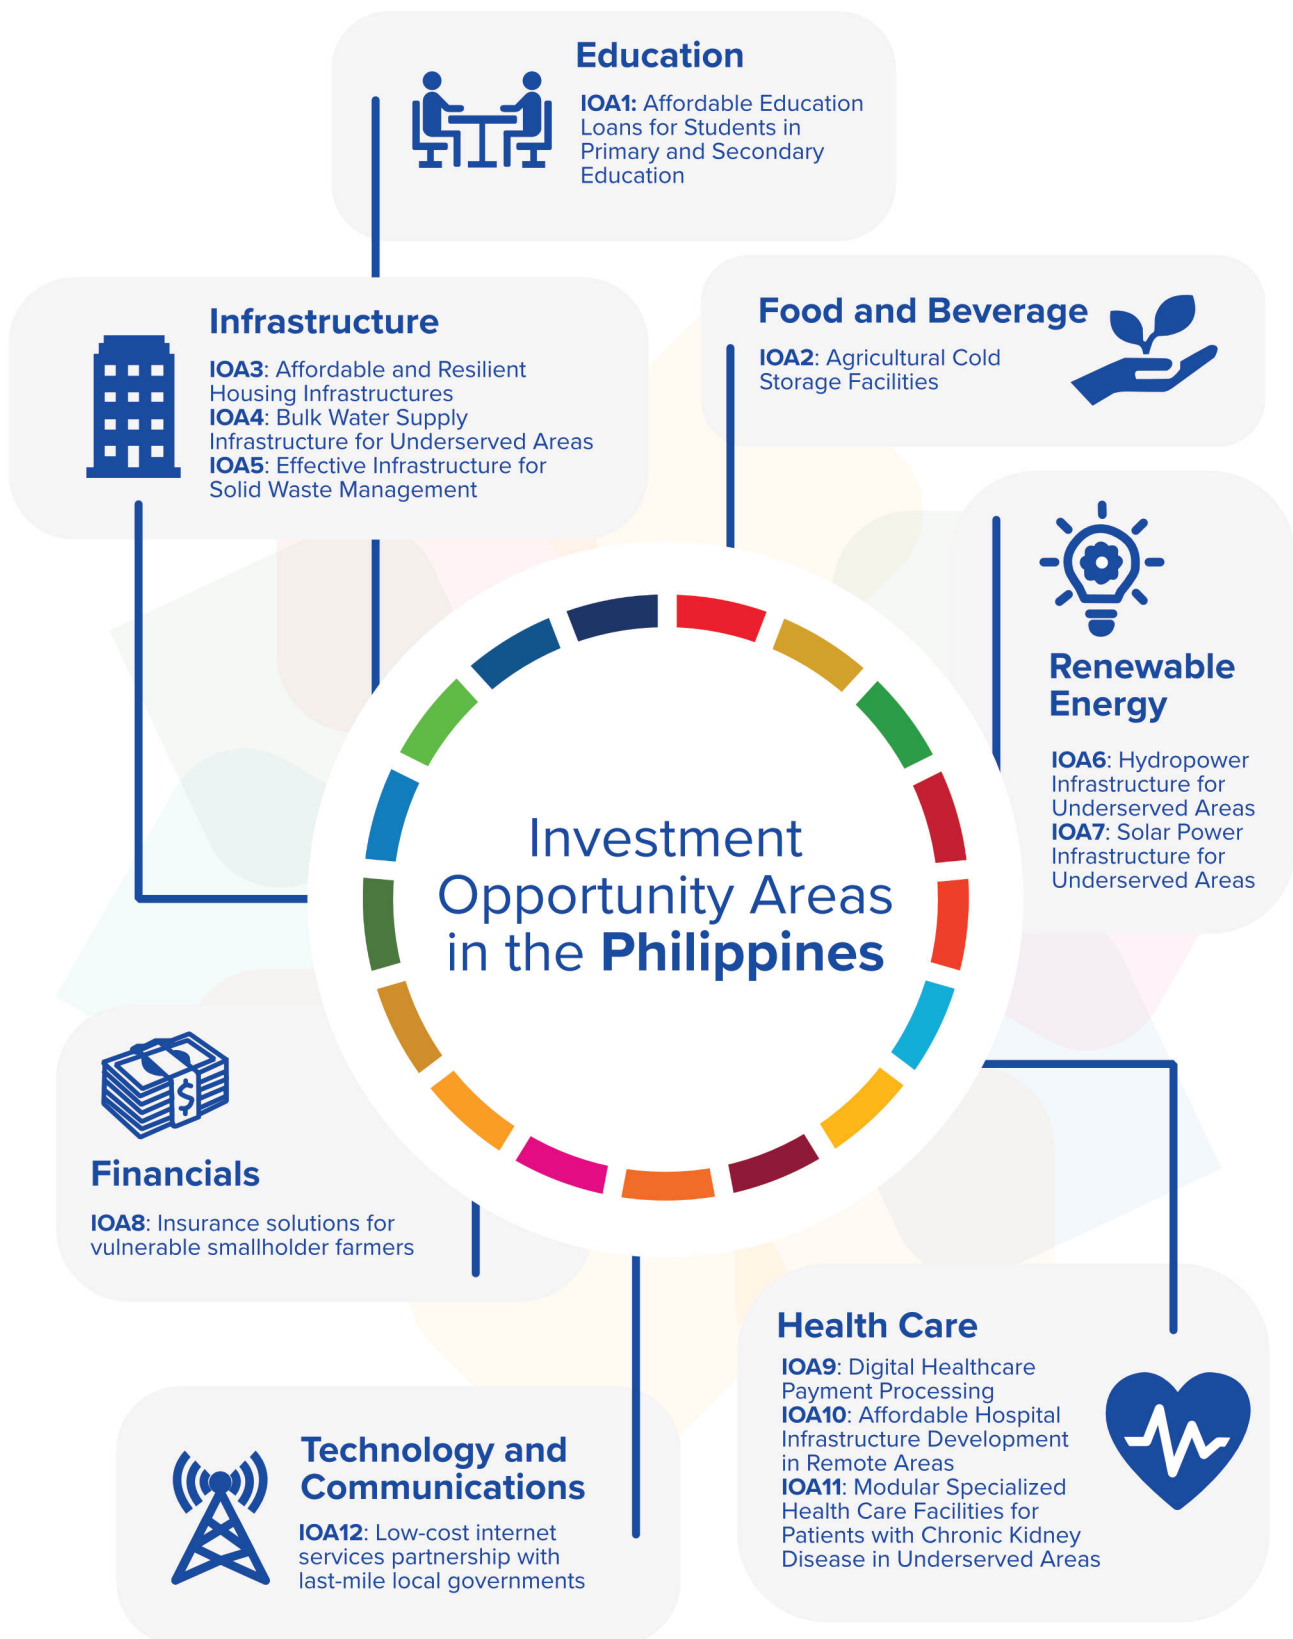 Education
IOA1: Affordable Education
Loans for Students in
Primary and Secondary
Education
Infrastructure
IOA3: Affordable and Resilient
Housing Infrastructures
IOA4: Bulk Water Supply
Infrastructure for Underserved Areas
IOA5: Effective Infrastructure for
Solid Waste Management
Food and Beverage
IOA2: Agricultural Cold
Storage Facilities
Renewable
Energy
IOA6: Hydropower
Infrastructure for
Underserved Areas
IOA7: Solar Power
Infrastructure for
Underserved Areas
Investment
Opportunity Areas
in the Philippines
$
Financials
IOA8: Insurance solutions for
vulnerable smallholder farmers
Health Care
IOA9: Digital Healthcare
Payment Processing
IOA10: Affordable Hospital
Infrastructure Development
in Remote Areas
IOA11: Modular Specialized
Health Care Facilities for
Patients with Chronic Kidney
Disease in Underserved Areas
Technology and
Communications
IOA12: Low-cost internet
services partnership with
last-mile local governments